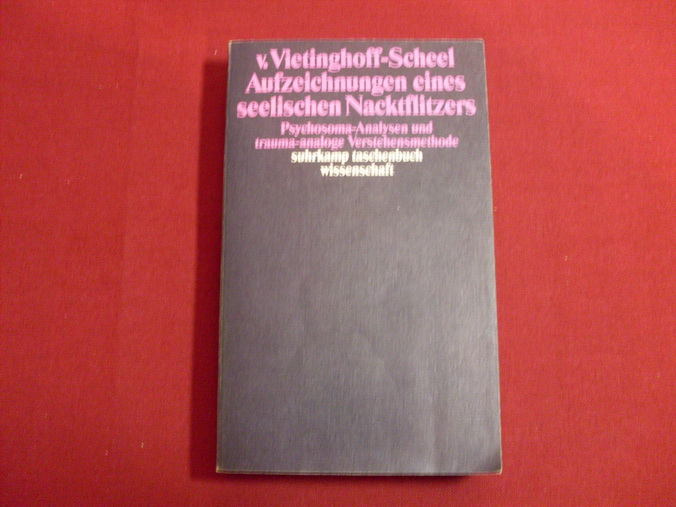 v. Vietinghoff-Scheel
Aufzeichnungen eines
seelischen Nacktflitzers
Psychosoma-Analysen und
trauma-analoge Verstehensmethode
suhrkamp taschenbuch
wissenschaft